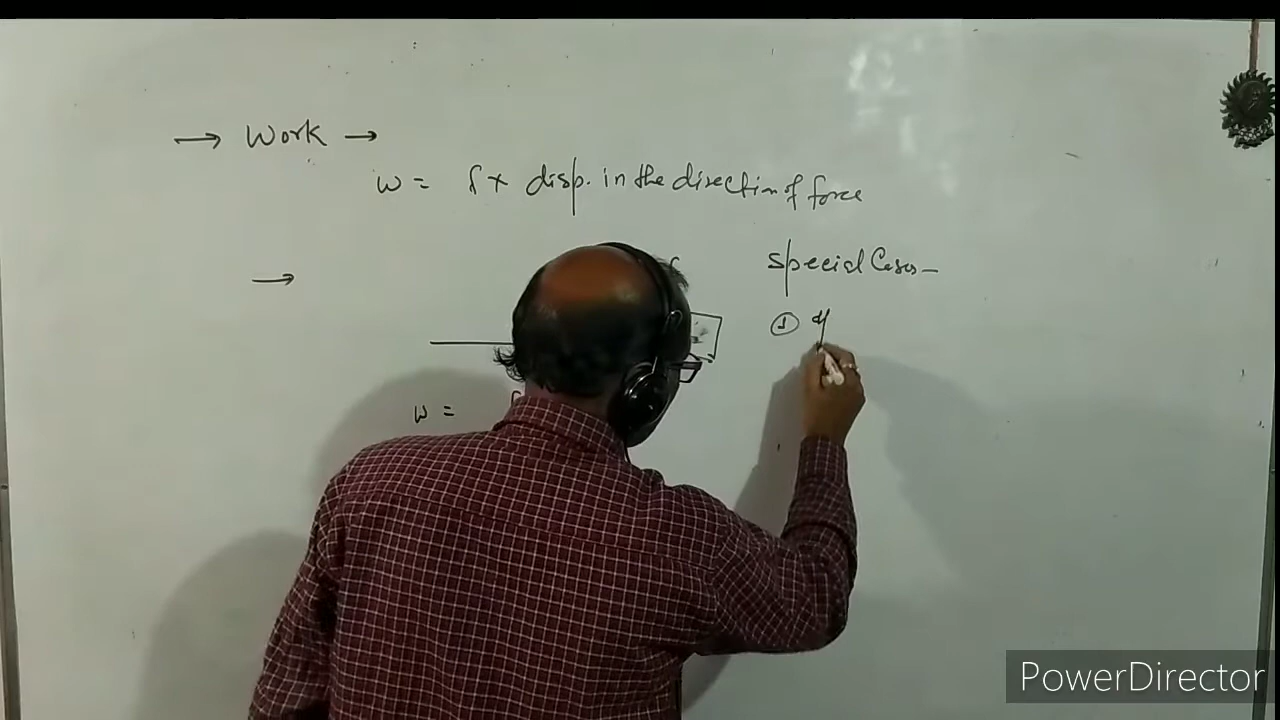 → Work →
w = f x disp. in the direction of force
→
special Cases –
① If
w =
PowerDirector